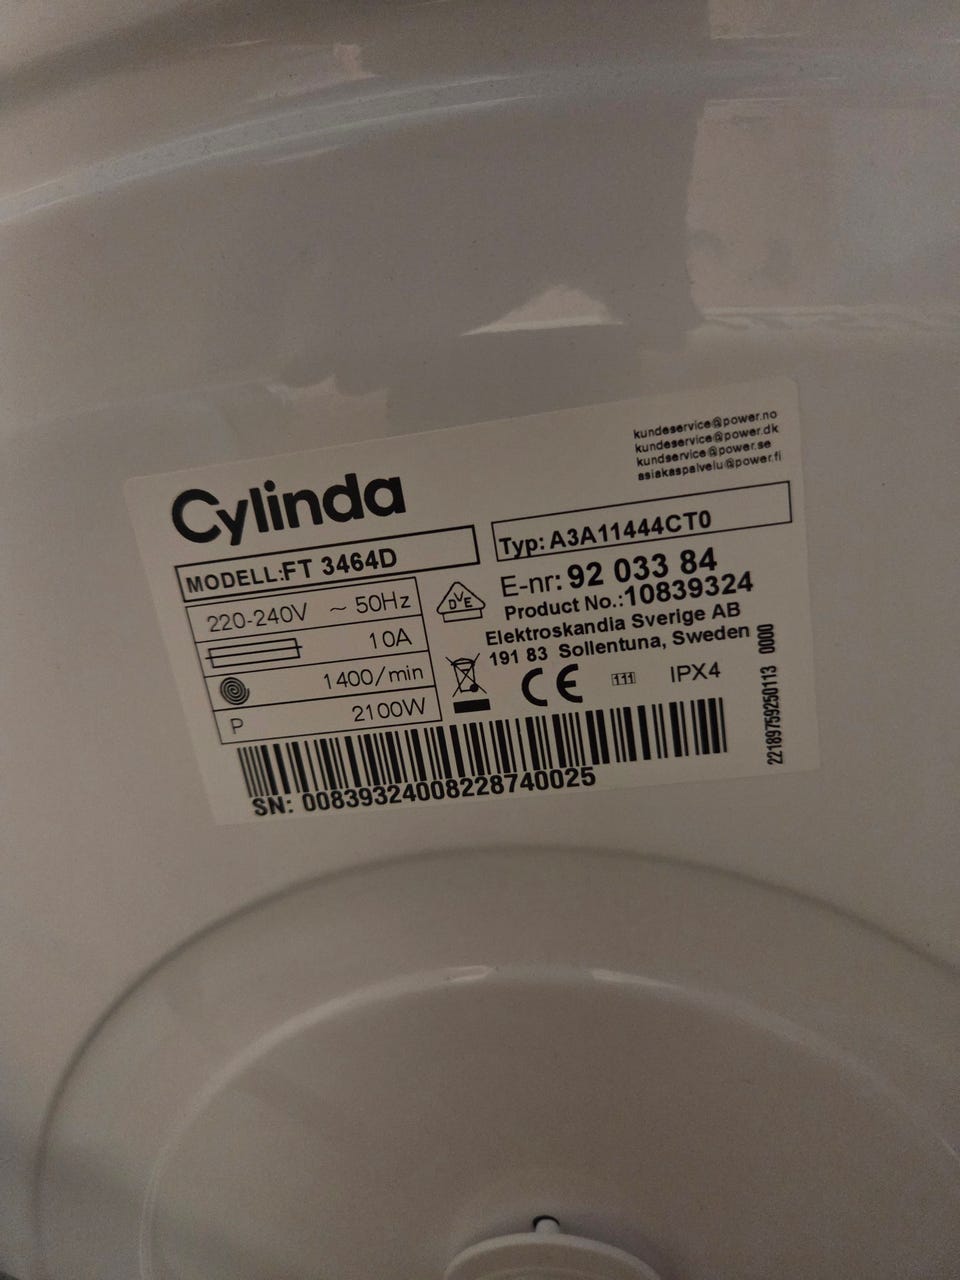 kundeservice@power.no
kundeservice@power.dk
kundservice@power.se
asiakaspalvelu@power.fi
Cylinda
MODELL:FT 3464D
Typ: A3A11444CT0
220-240V ~ 50Hz
10A
1400/min
P 2100W
DVE
E-nr: 92 033 84
Product No.:10839324
Elektroskandia Sverige AB
191 83 Sollentuna, Sweden
CE IPX4
SN: 00839324008228740025
22189759250113 0000